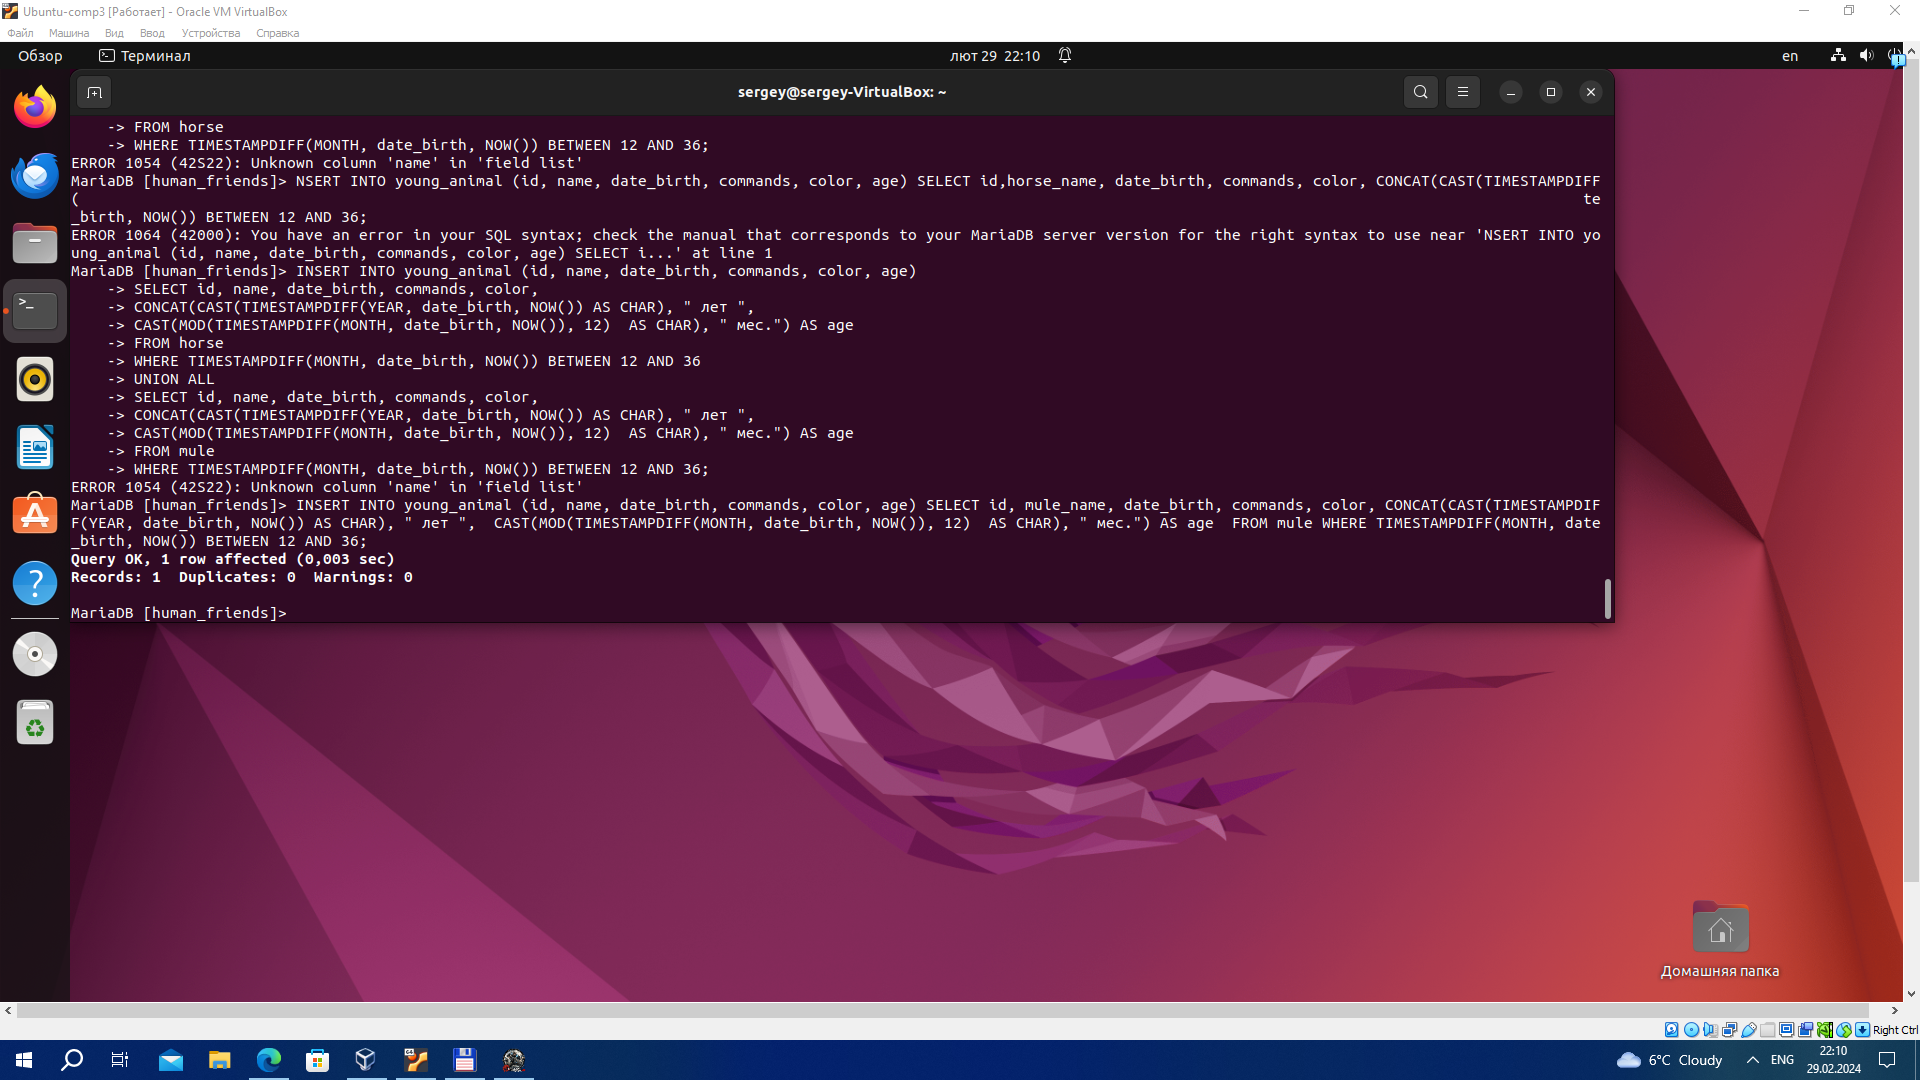 Ubuntu-comp3 [Работает] - Oracle VM VirtualBox
Файл Машина Вид Ввод Устройства Справка
Обзор Терминал лют 29 22:10 en
sergey@sergey-VirtualBox: ~
-> FROM horse
-> WHERE TIMESTAMPDIFF(MONTH, date_birth, NOW()) BETWEEN 12 AND 36;
ERROR 1054 (42S22): Unknown column 'name' in 'field list'
MariaDB [human_friends]> NSERT INTO young_animal (id, name, date_birth, commands, color, age) SELECT id,horse_name, date_birth, commands, color, CONCAT(CAST(TIMESTAMPDIFF
( te
_birth, NOW()) BETWEEN 12 AND 36;
ERROR 1064 (42000): You have an error in your SQL syntax; check the manual that corresponds to your MariaDB server version for the right syntax to use near 'NSERT INTO yo
ung_animal (id, name, date_birth, commands, color, age) SELECT i...' at line 1
MariaDB [human_friends]> INSERT INTO young_animal (id, name, date_birth, commands, color, age)
-> SELECT id, name, date_birth, commands, color,
-> CONCAT(CAST(TIMESTAMPDIFF(YEAR, date_birth, NOW()) AS CHAR), " лет ",
-> CAST(MOD(TIMESTAMPDIFF(MONTH, date_birth, NOW()), 12)  AS CHAR), " мес.") AS age
-> FROM horse
-> WHERE TIMESTAMPDIFF(MONTH, date_birth, NOW()) BETWEEN 12 AND 36
-> UNION ALL
-> SELECT id, name, date_birth, commands, color,
-> CONCAT(CAST(TIMESTAMPDIFF(YEAR, date_birth, NOW()) AS CHAR), " лет ",
-> CAST(MOD(TIMESTAMPDIFF(MONTH, date_birth, NOW()), 12)  AS CHAR), " мес.") AS age
-> FROM mule
-> WHERE TIMESTAMPDIFF(MONTH, date_birth, NOW()) BETWEEN 12 AND 36;
ERROR 1054 (42S22): Unknown column 'name' in 'field list'
MariaDB [human_friends]> INSERT INTO young_animal (id, name, date_birth, commands, color, age) SELECT id, mule_name, date_birth, commands, color, CONCAT(CAST(TIMESTAMPDIF
F(YEAR, date_birth, NOW()) AS CHAR), " лет ",  CAST(MOD(TIMESTAMPDIFF(MONTH, date_birth, NOW()), 12)  AS CHAR), " мес.") AS age  FROM mule WHERE TIMESTAMPDIFF(MONTH, date
_birth, NOW()) BETWEEN 12 AND 36;
Query OK, 1 row affected (0,003 sec)
Records: 1  Duplicates: 0  Warnings: 0
MariaDB [human_friends]>
Домашняя папка
Right Ctrl
6°C Cloudy ENG 22:10
29.02.2024